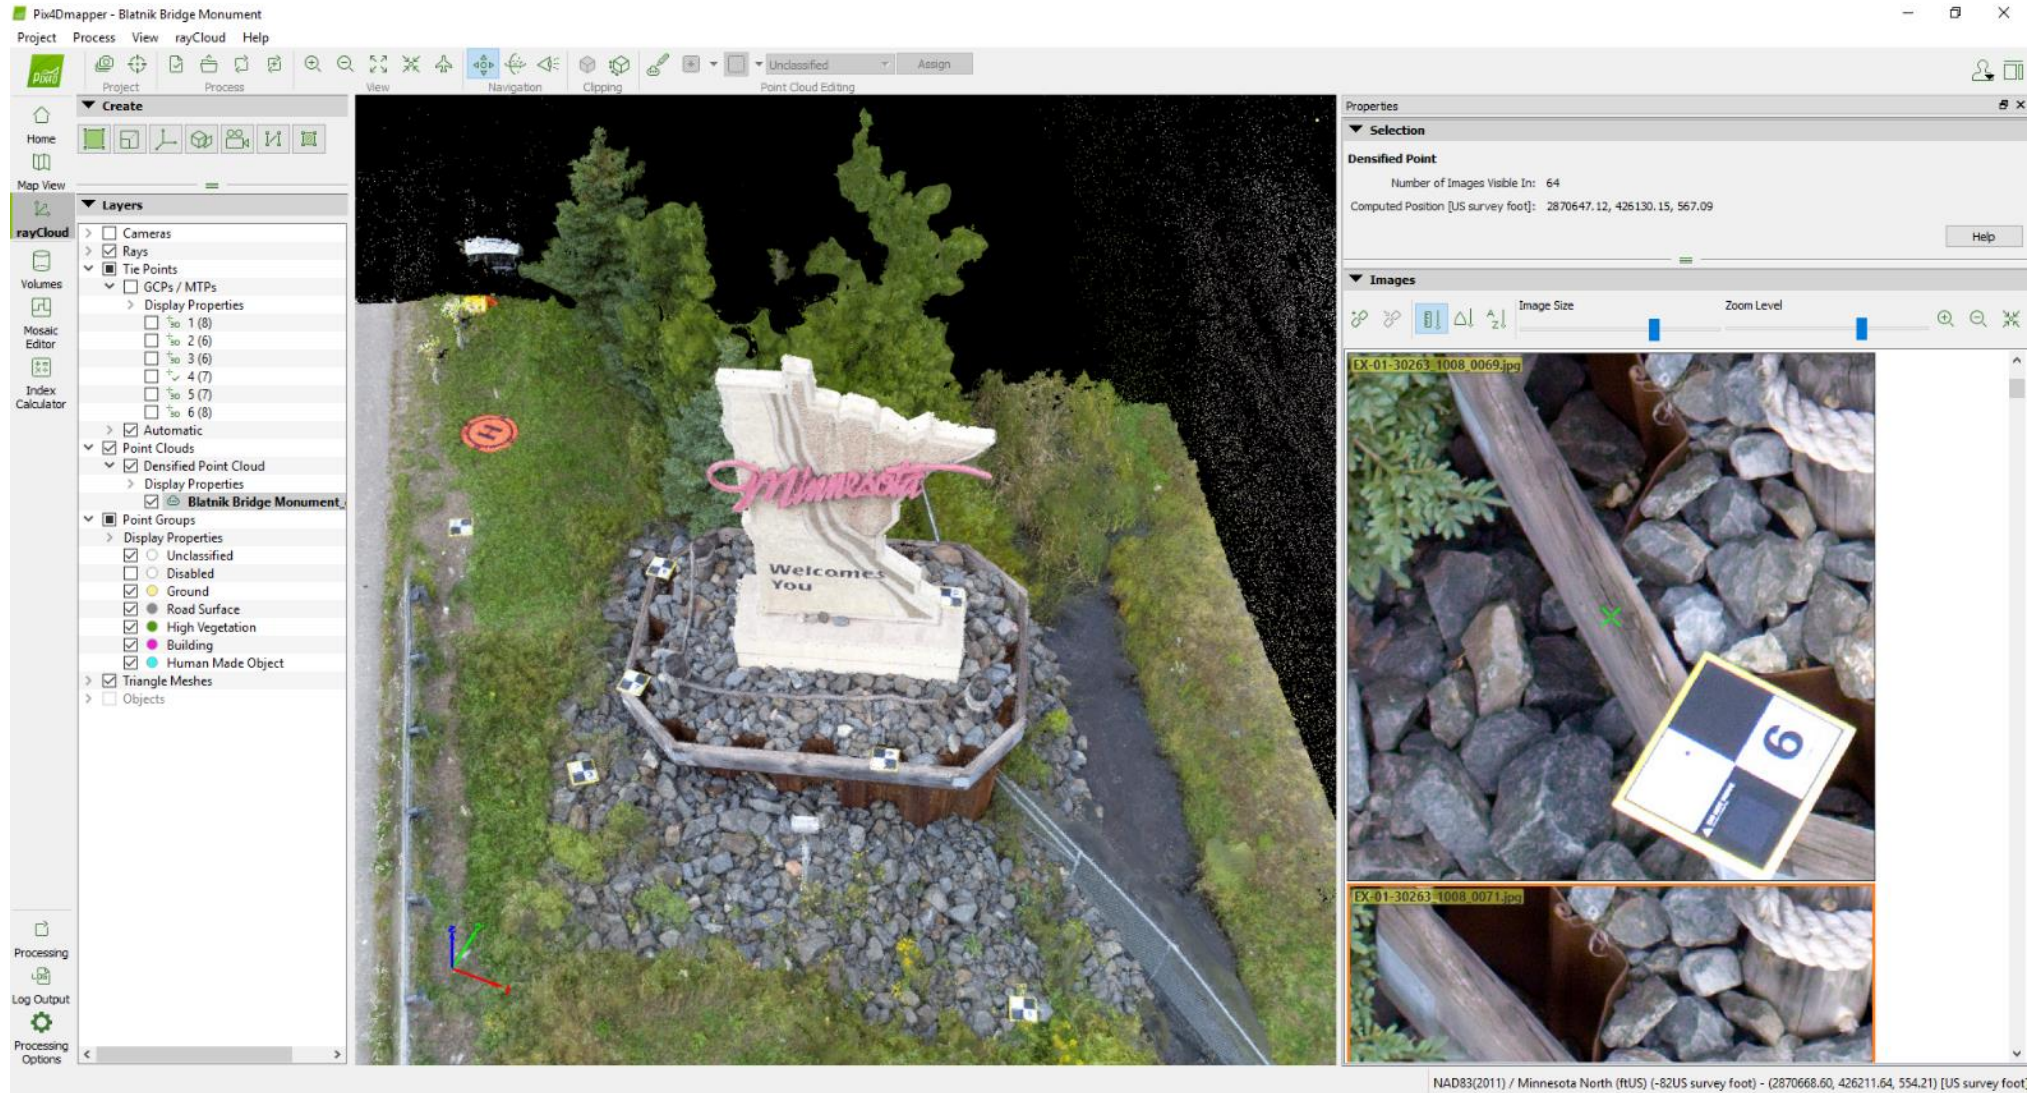 Pix4Dmapper - Blatnik Bridge Monument
Project Process View rayCloud Help
PIX4D
Project Process View Navigation Clipping Point Cloud Editing
Unclassified Assign
Home
Map View
rayCloud
Volumes
Mosaic
Editor
Index
Calculator
Processing
Log Output
Processing
Options
Create
Layers
Cameras
Rays
Tie Points
GCPs / MTPs
Display Properties
1 (8)
2 (6)
3 (6)
4 (7)
5 (7)
6 (8)
Automatic
Point Clouds
Densified Point Cloud
Display Properties
Blatnik Bridge Monument_
Point Groups
Display Properties
Unclassified
Disabled
Ground
Road Surface
High Vegetation
Building
Human Made Object
Triangle Meshes
Objects
H
Minnesota
Welcomes
You
Properties
Selection
Densified Point
Number of Images Visible In: 64
Computed Position [US survey foot]: 2870647.12, 426130.15, 567.09
Help
Images
Image Size Zoom Level
EX-01-30263_1008_0069.jpg
6
EX-01-30263_1008_0071.jpg
NAD83(2011) / Minnesota North (ftUS) (-82US survey foot) - (2870668.60, 426211.64, 554.21) [US survey foot]